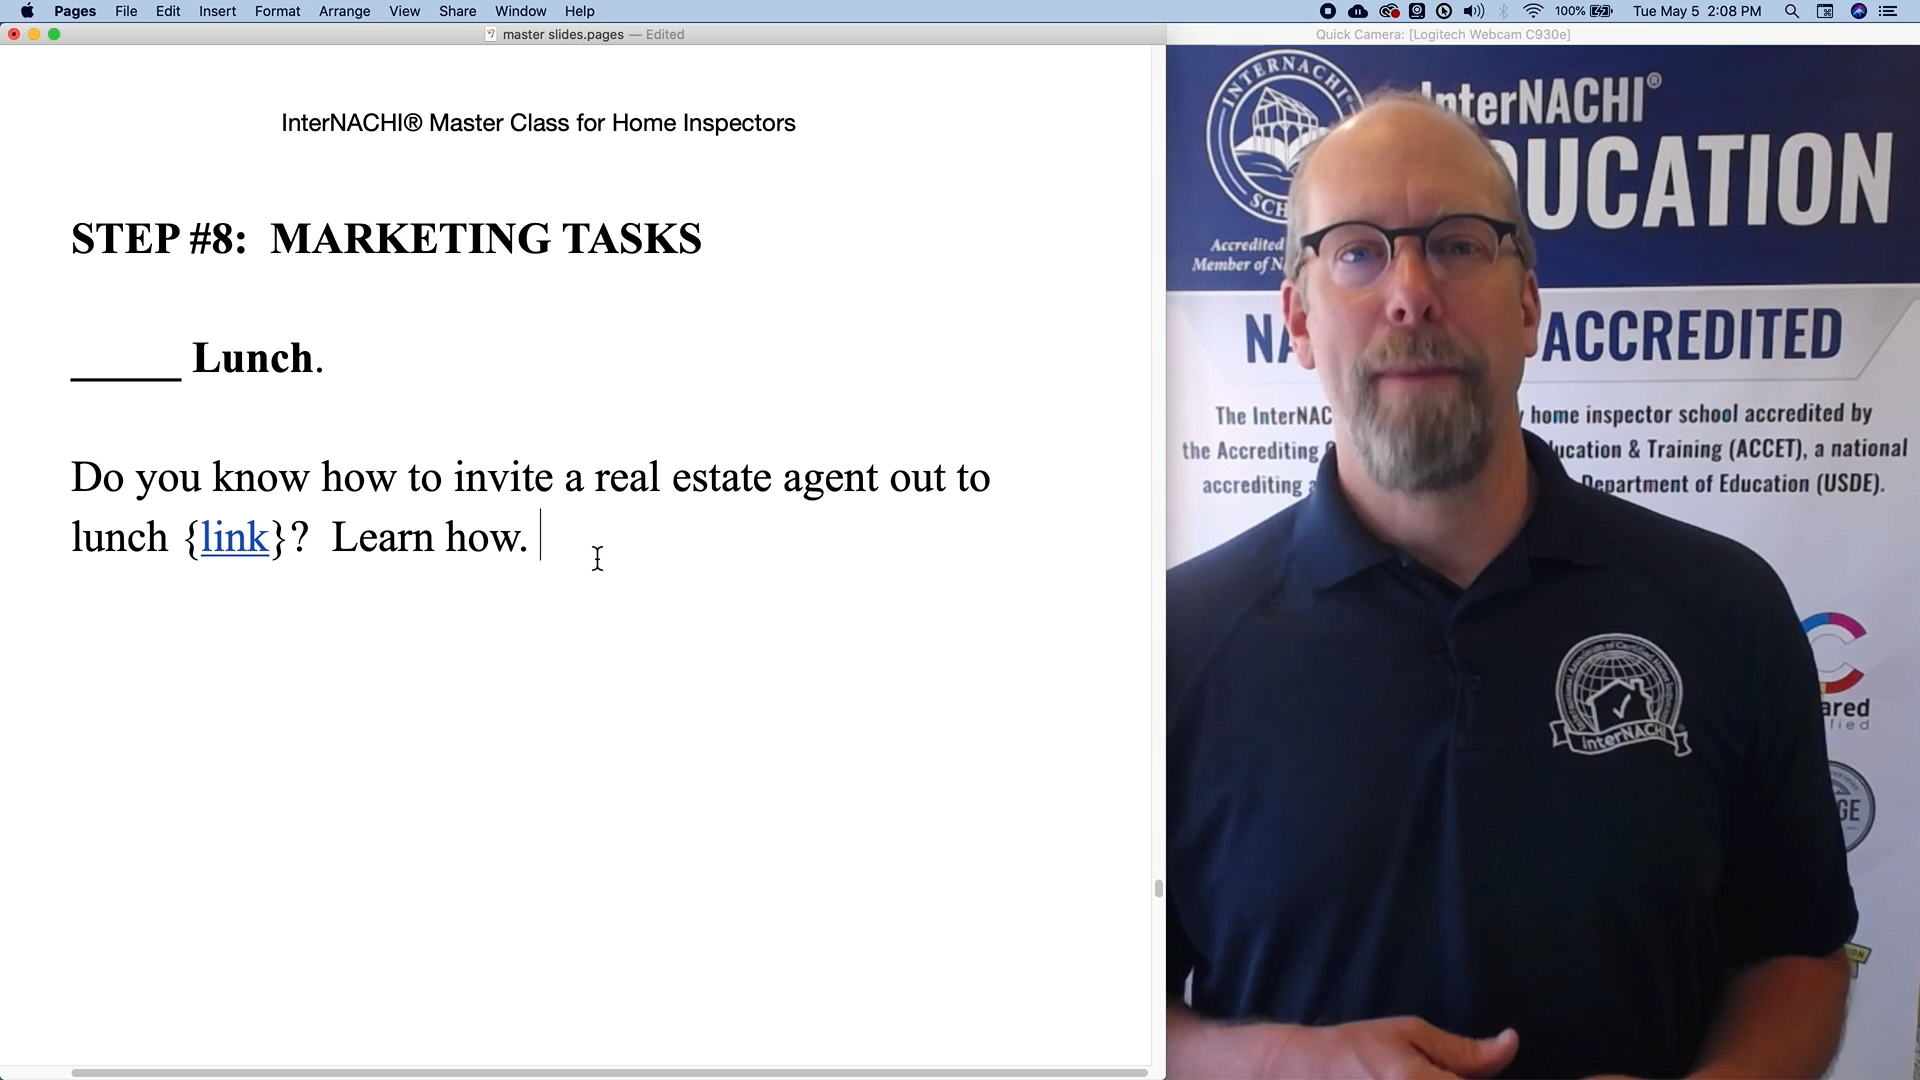 Pages File Edit Insert Format Arrange View Share Window Help
100% Tue May 5 2:08 PM
master slides.pages — Edited
Quick Camera: [Logitech Webcam C930e]
InterNACHI® Master Class for Home Inspectors
STEP #8: MARKETING TASKS
_____ Lunch.
Do you know how to invite a real estate agent out to
lunch {link}? Learn how.
INTERNACHI®
InterNACHI®
UCATION
Accredited
Member of
ACCREDITED
The home inspector school accredited by
the Accrediting & Training (ACCET), a national
accrediting Department of Education (USDE).
InterNACHI